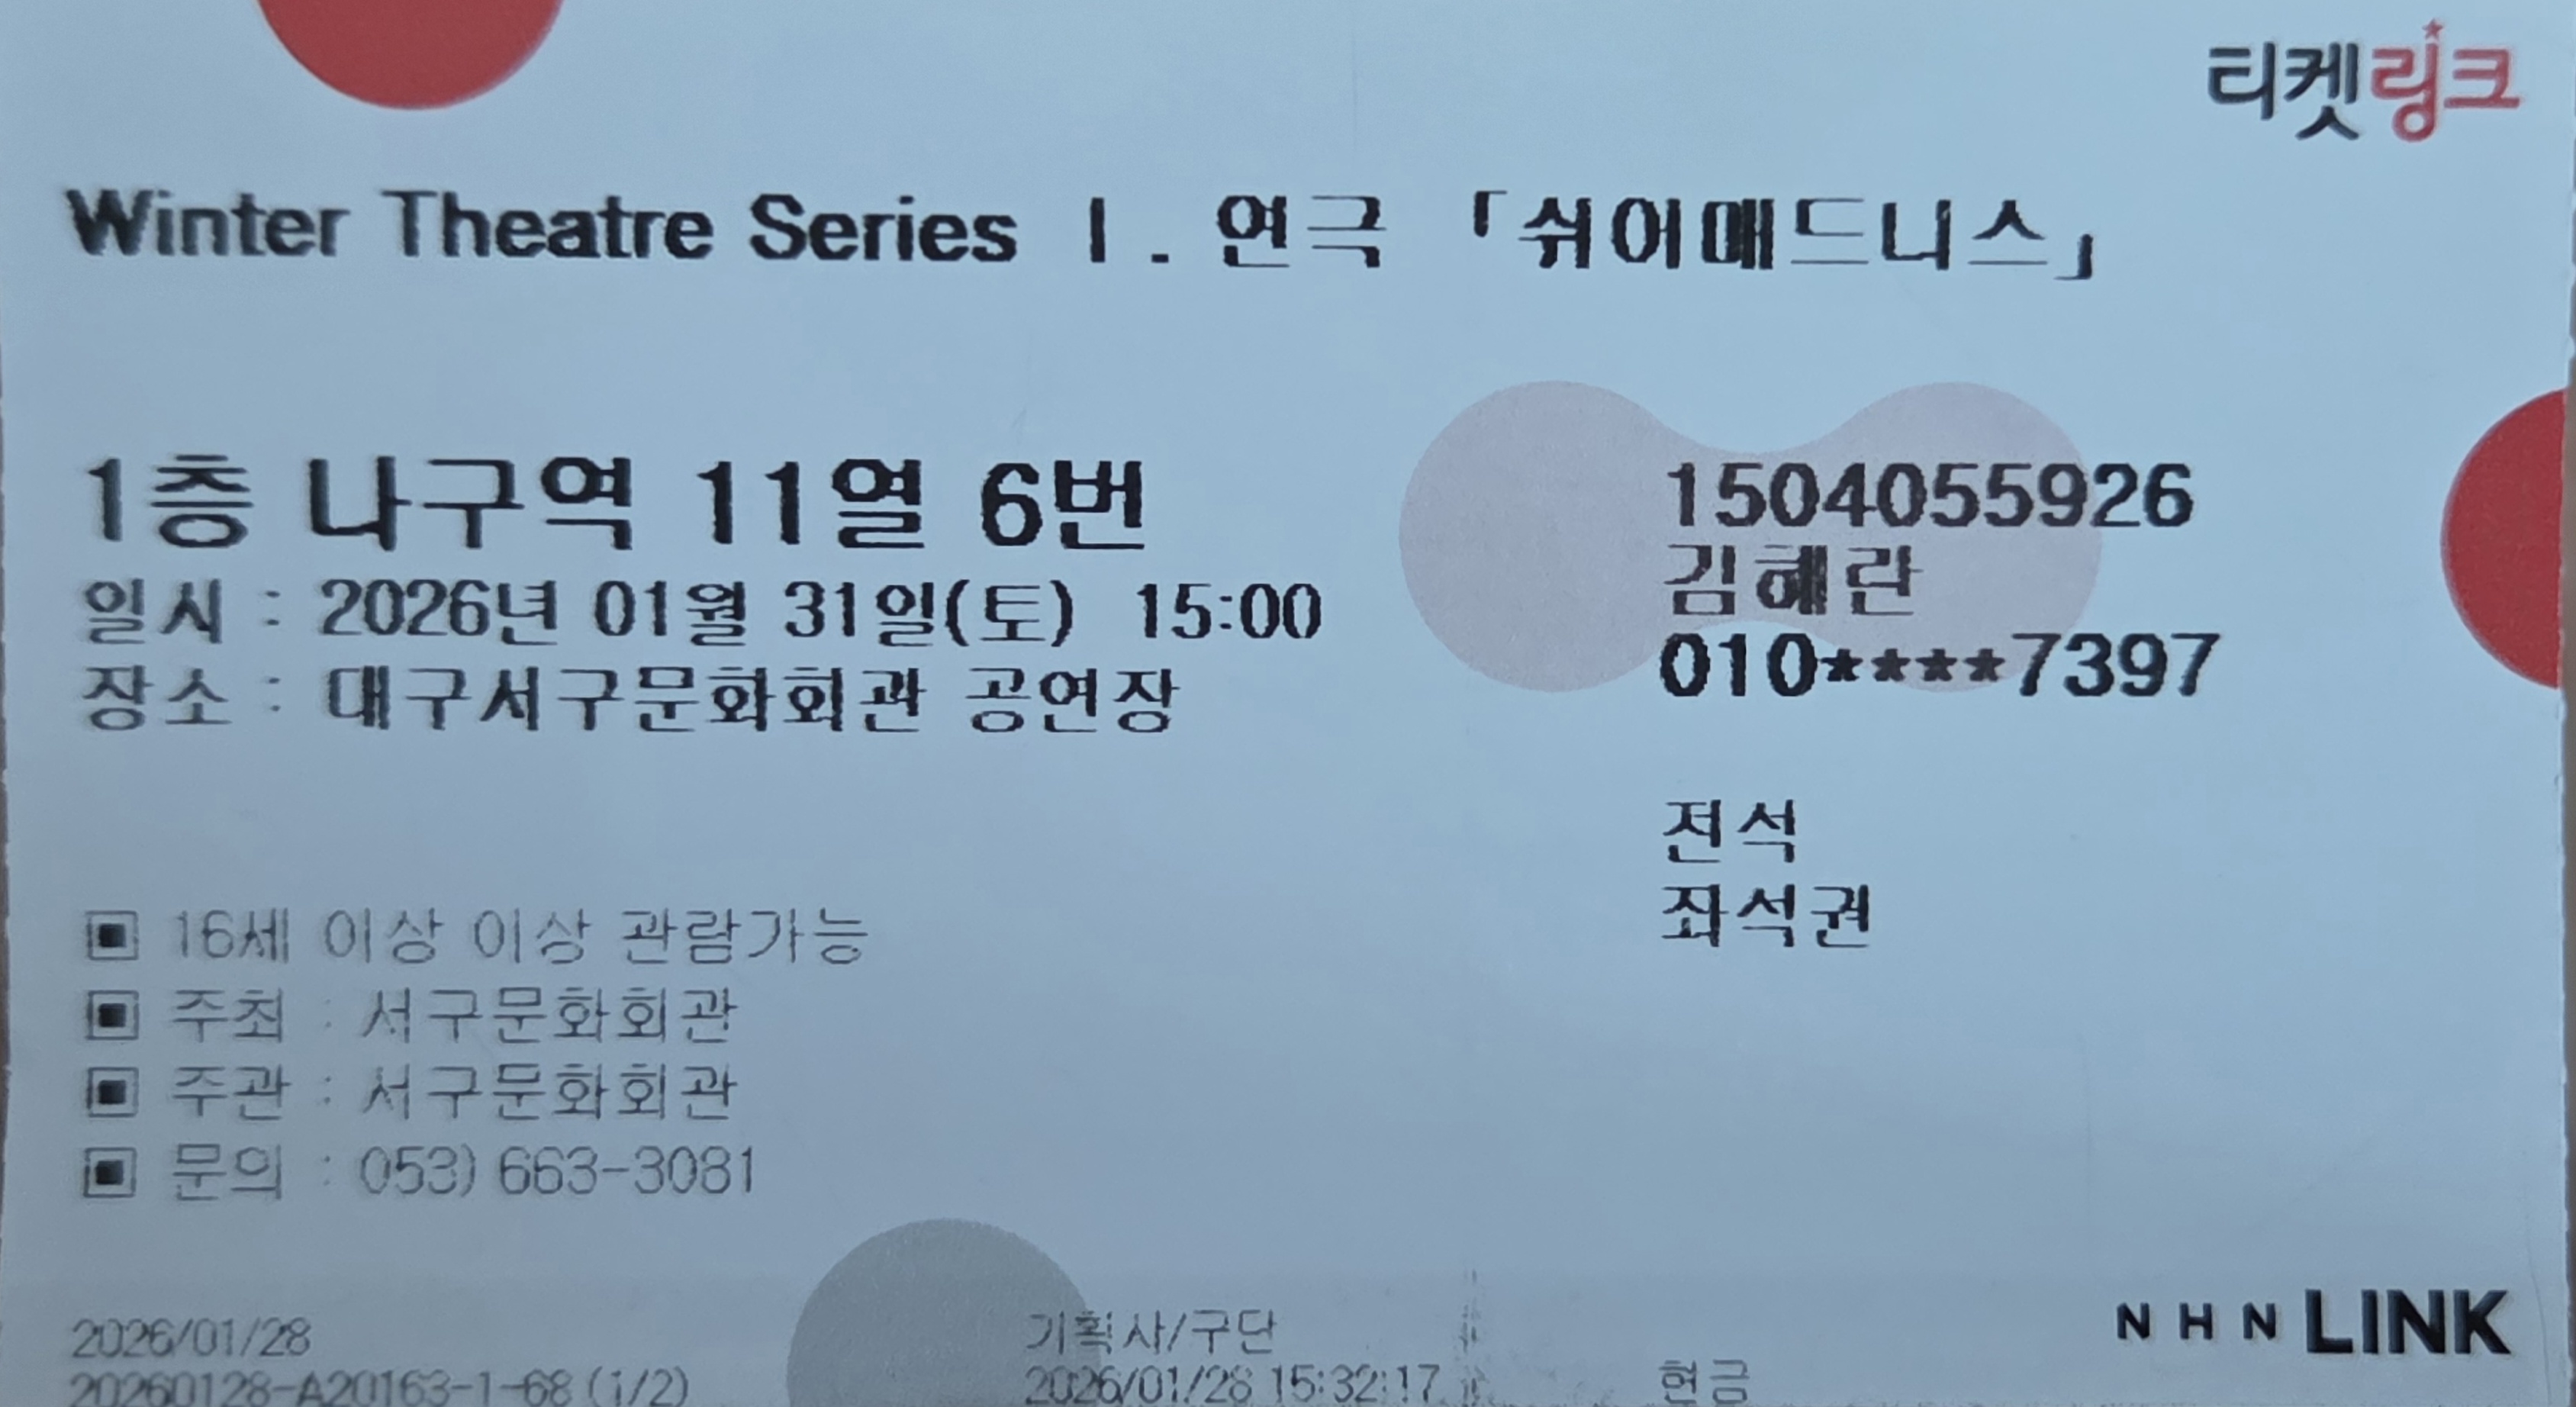 티켓링크
Winter Theatre Series Ⅰ. 연극 「쉬어매드니스」
1층 나구역 11열 6번
일시 : 2026년 01월 31일(토) 15:00
장소 : 대구서구문화회관 공연장
1504055926
김혜란
010****7397
전석
좌석권
▣ 16세 이상 이상 관람가능
▣ 주최 : 서구문화회관
▣ 주관 : 서구문화회관
▣ 문의 : 053) 663-3081
2026/01/28
20260128-A20163-1-68 (1/2)
기획사/구단
2026/01/28 15:32:17
현금
NHN LINK